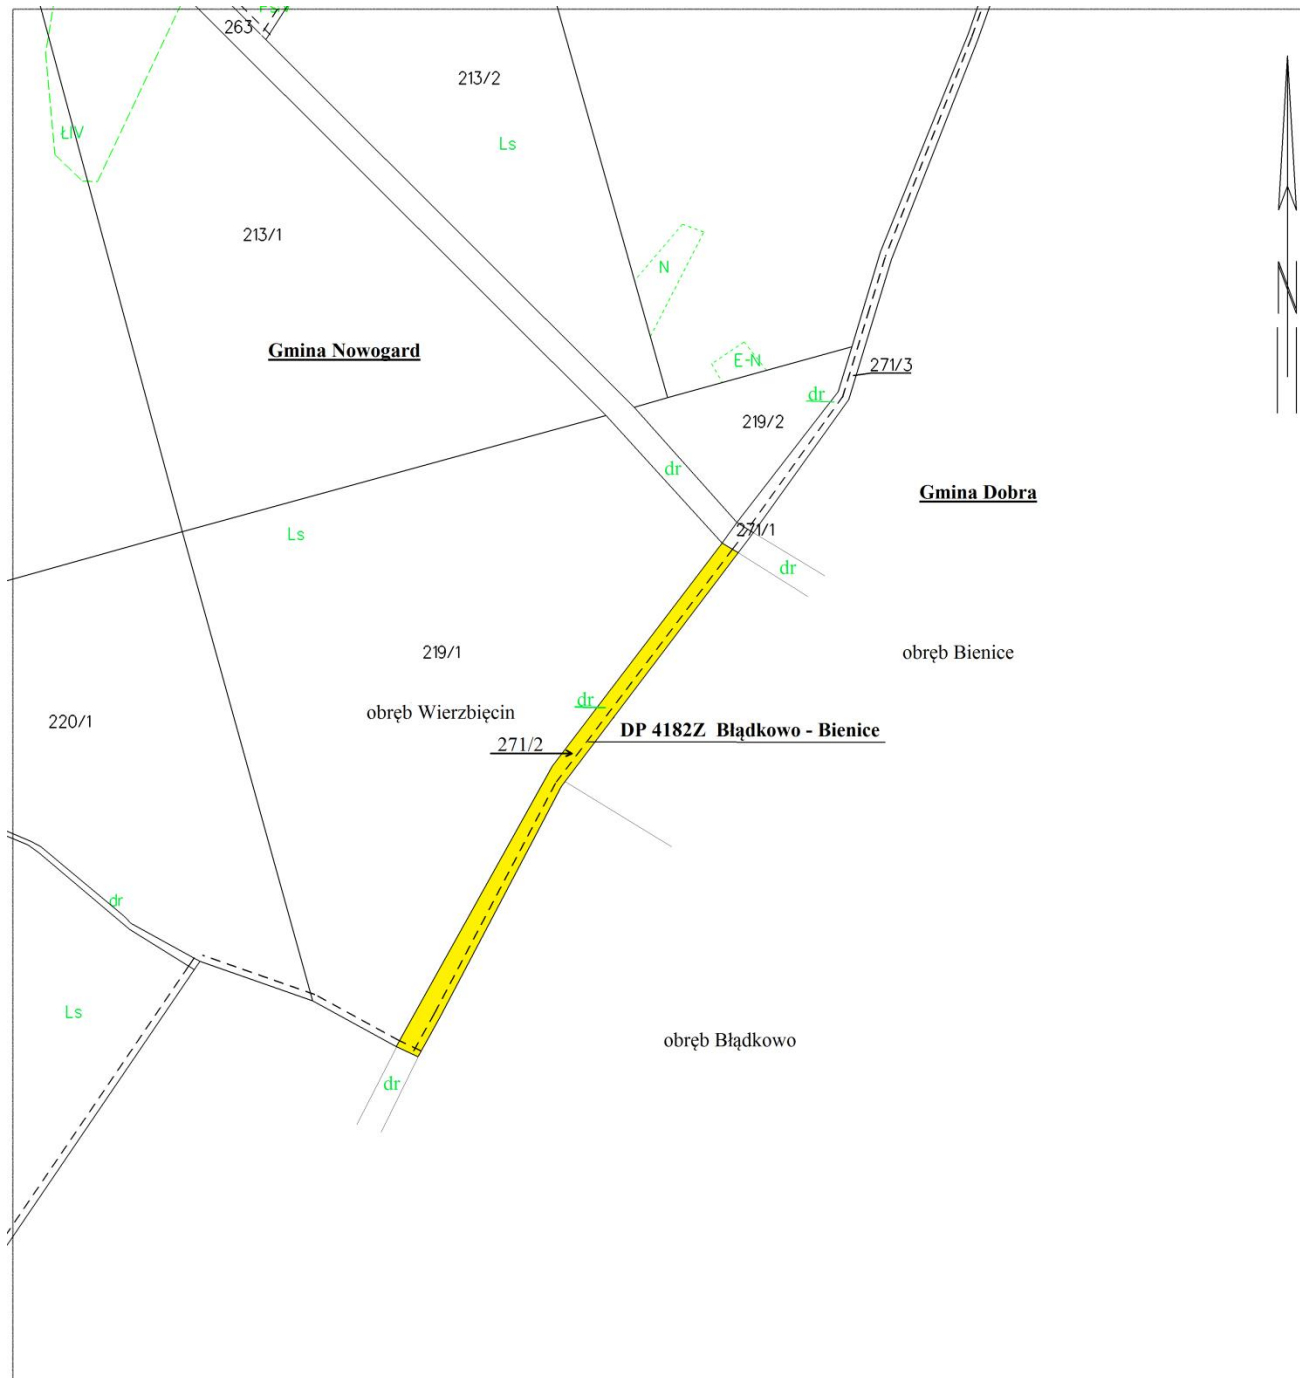 263
213/2
Ls
ŁIV
213/1
N
Gmina Nowogard
E-N
271/3
dr
219/2
dr
Gmina Dobra
271/1
Ls
dr
219/1
obręb Bienice
dr
obręb Wierzbięcin
220/1
DP 4182Z Błądkowo - Bienice
271/2
dr
Ls
obręb Błądkowo
dr
N